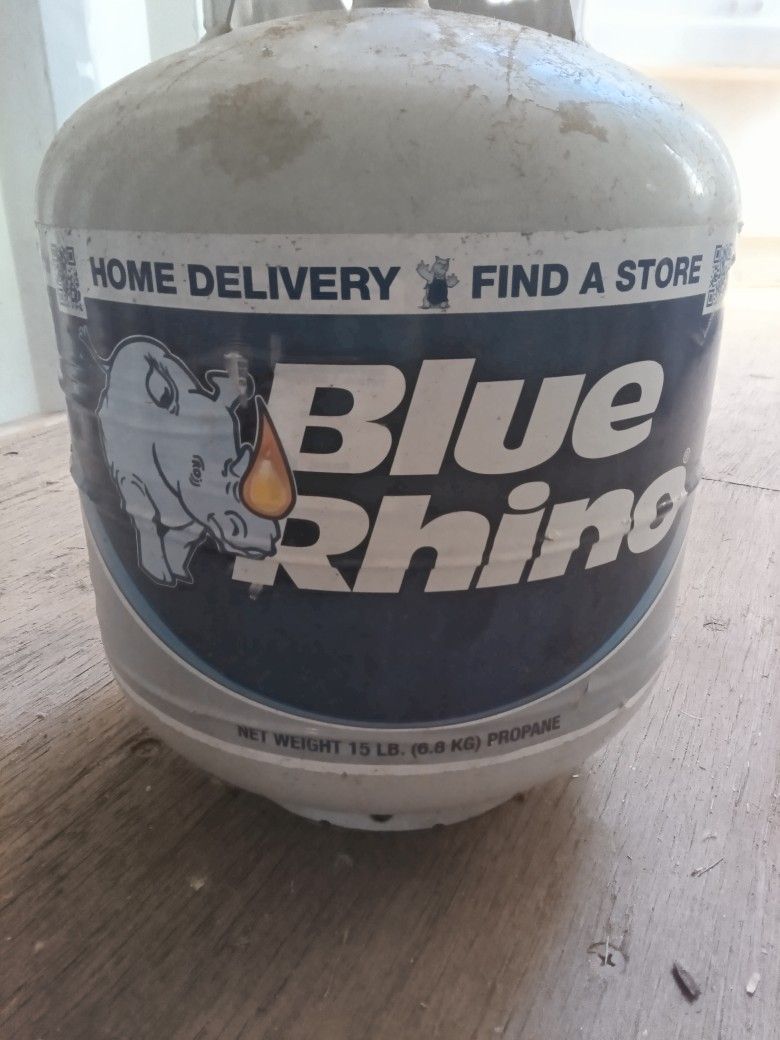 HOME DELIVERY FIND A STORE
Blue
Rhino®
NET WEIGHT 15 LB. (6.8 KG) PROPANE